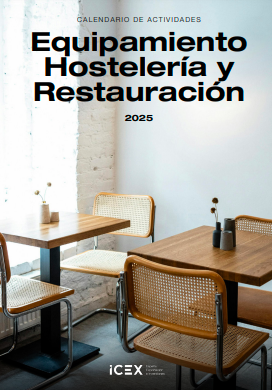 CALENDARIO DE ACTIVIDADES
Equipamiento
Hostelería y
Restauración
2025
icex